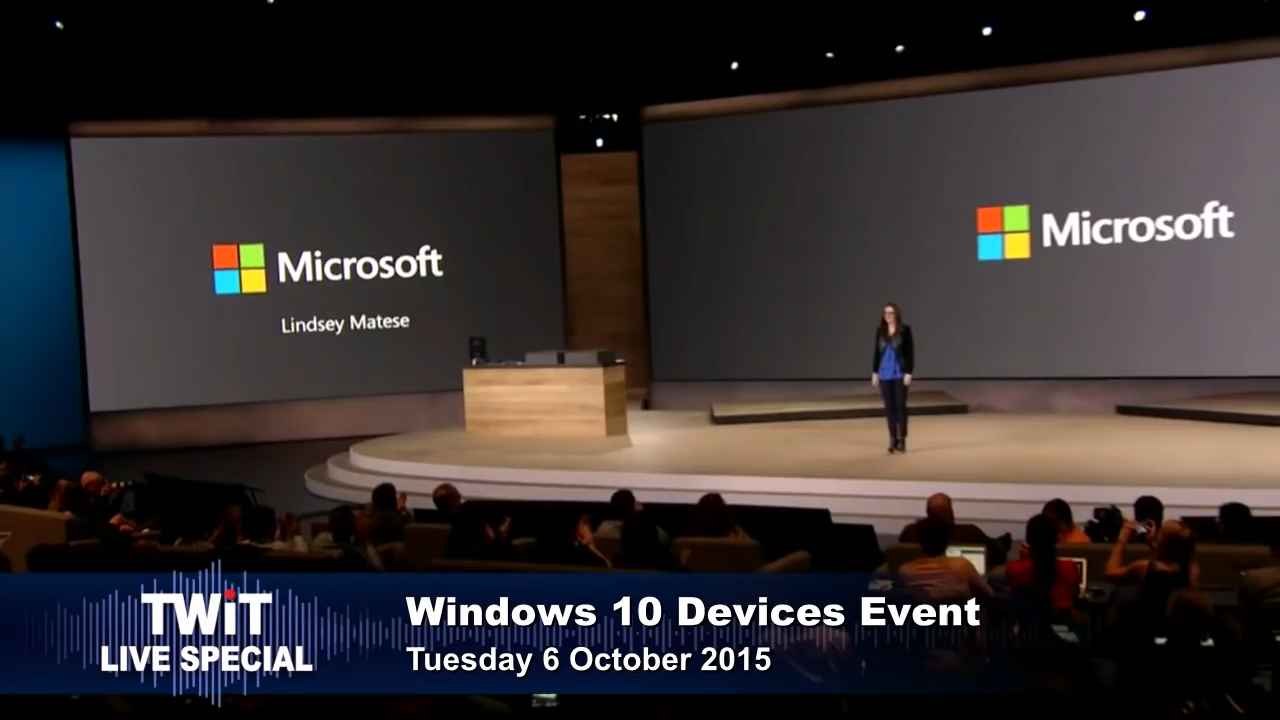 Microsoft
Lindsey Matese
Microsoft
TWiT
LIVE SPECIAL
Windows 10 Devices Event
Tuesday 6 October 2015